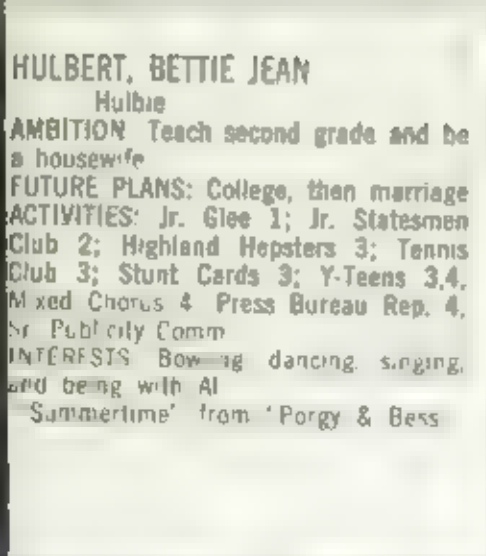 HULBERT, BETTIE JEAN
Hulbie
AMBITION Teach second grade and be
a housewife
FUTURE PLANS: College, then marriage
ACTIVITIES: Jr. Glee 1; Jr. Statesmen
Club 2; Highland Hepsters 3; Tennis
Club 3; Stunt Cards 3; Y-Teens 3,4,
Mixed Chorus 4 Press Bureau Rep. 4,
Sr Publicity Comm
INTERESTS Bowling dancing, singing,
and being with Al
Summertime' from 'Porgy & Bess